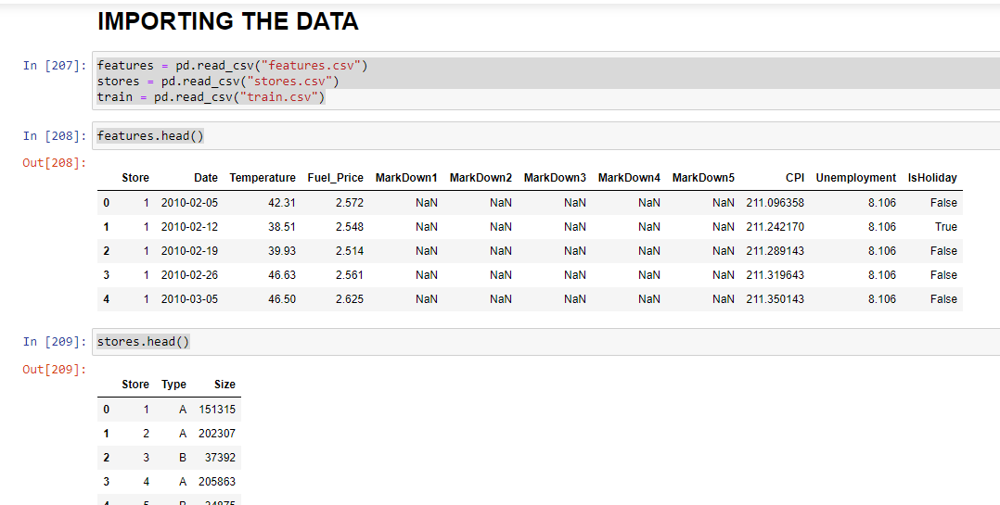 IMPORTING THE DATA
In [207]: features = pd.read_csv("features.csv")
stores = pd.read_csv("stores.csv")
train = pd.read_csv("train.csv")
In [208]: features.head()
Out[208]:
Store Date Temperature Fuel_Price MarkDown1 MarkDown2 MarkDown3 MarkDown4 MarkDown5 CPI Unemployment IsHoliday
0 1 2010-02-05 42.31 2.572 NaN NaN NaN NaN NaN 211.096358 8.106 False
1 1 2010-02-12 38.51 2.548 NaN NaN NaN NaN NaN 211.242170 8.106 True
2 1 2010-02-19 39.93 2.514 NaN NaN NaN NaN NaN 211.289143 8.106 False
3 1 2010-02-26 46.63 2.561 NaN NaN NaN NaN NaN 211.319643 8.106 False
4 1 2010-03-05 46.50 2.625 NaN NaN NaN NaN NaN 211.350143 8.106 False
In [209]: stores.head()
Out[209]:
Store Type Size
0 1 A 151315
1 2 A 202307
2 3 B 37392
3 4 A 205863